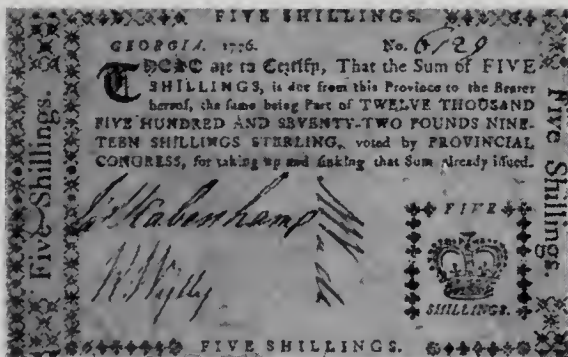 FIVE SHILLINGS.
GEORGIA. 1776. No. 6129
THESE are to Certify, That the Sum of FIVE
SHILLINGS, is due from this Province to the Bearer
hereof, the same being Part of TWELVE THOUSAND
FIVE HUNDRED AND SEVENTY-TWO POUNDS NINE-
TEEN SHILLINGS STERLING, voted by PROVINCIAL
CONGRESS, for taking up and sinking that Sum already issued.
Five Shillings.
Five Shillings.
W Wylly
FIVE
SHILLINGS.
FIVE SHILLINGS.